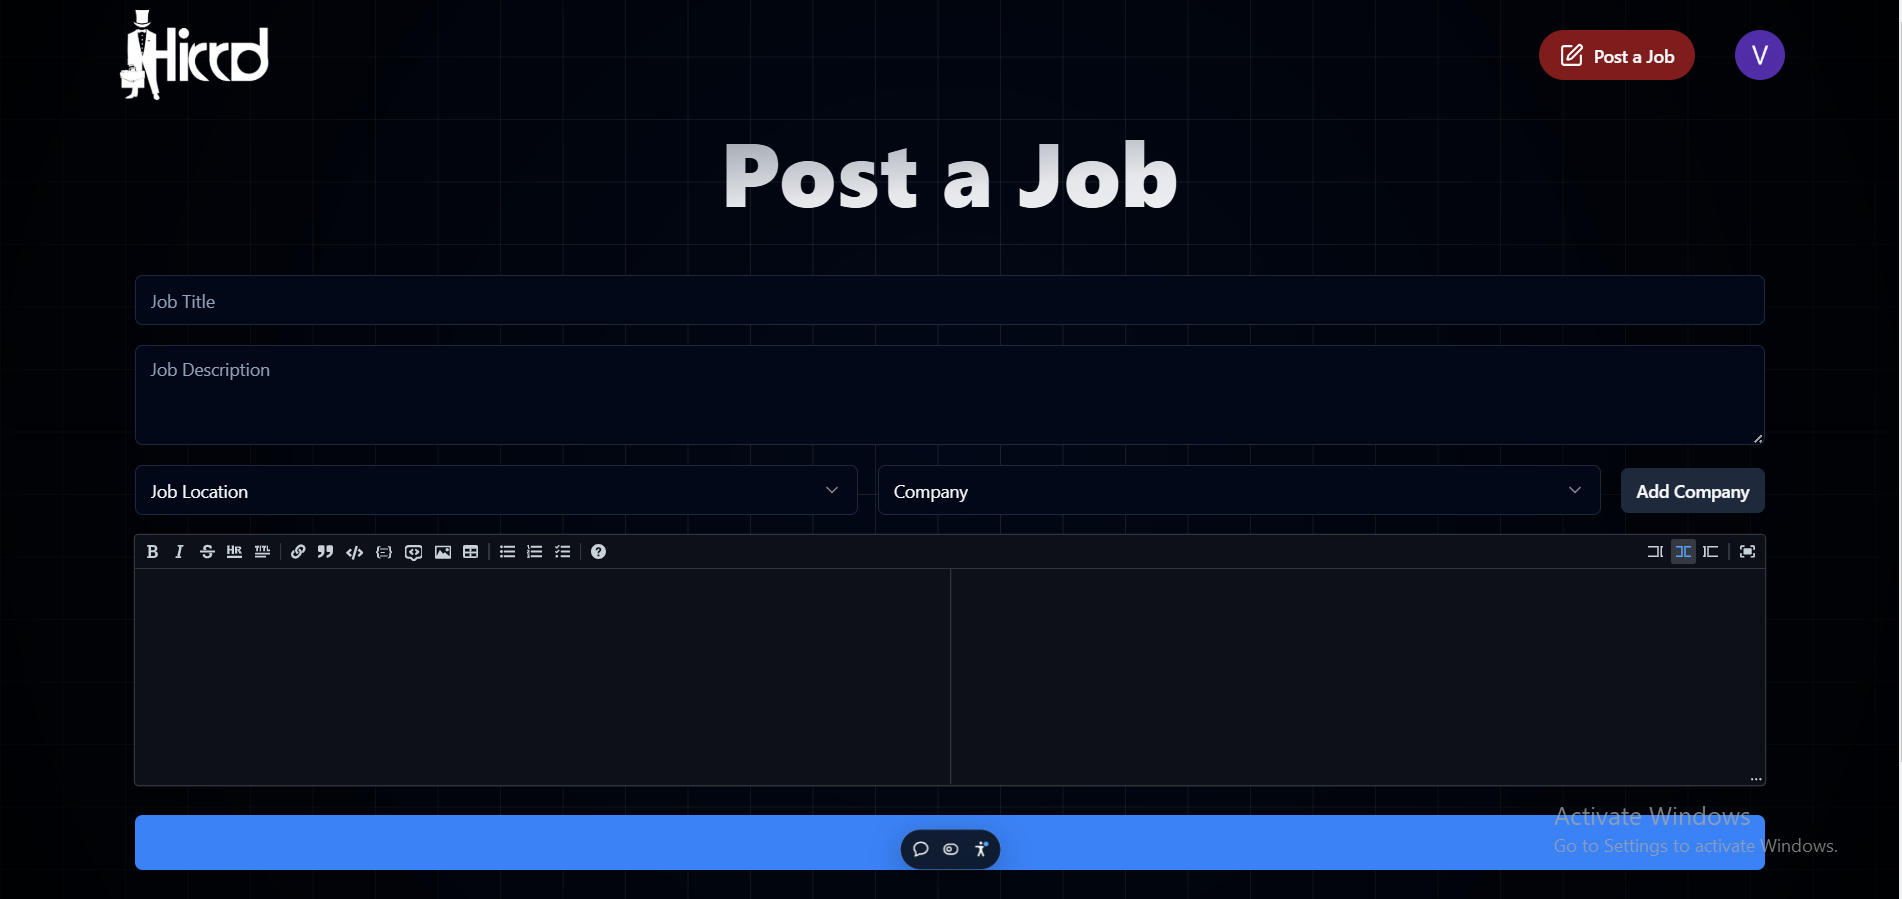 Hirrd
Post a Job
V
Post a Job
Job Title
Job Description
Job Location
Company
Add Company
B I S HR TITL
Activate Windows
Go to Settings to activate Windows.